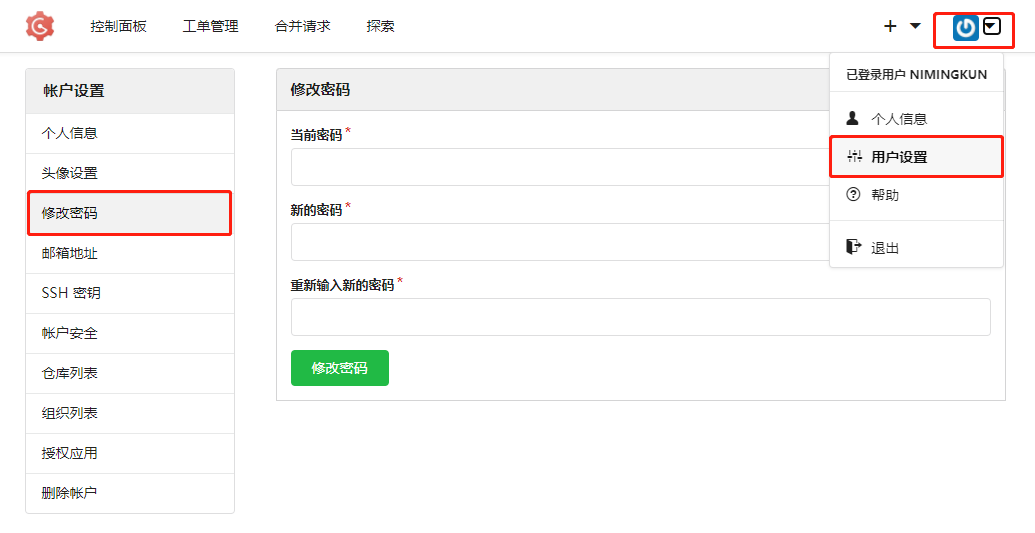 控制面板 工单管理 合并请求 探索
已登录用户 NIMINGKUN
个人信息
用户设置
帮助
退出
帐户设置
个人信息
头像设置
修改密码
邮箱地址
SSH 密钥
帐户安全
仓库列表
组织列表
授权应用
删除帐户
修改密码
当前密码*
新的密码*
重新输入新的密码*
修改密码